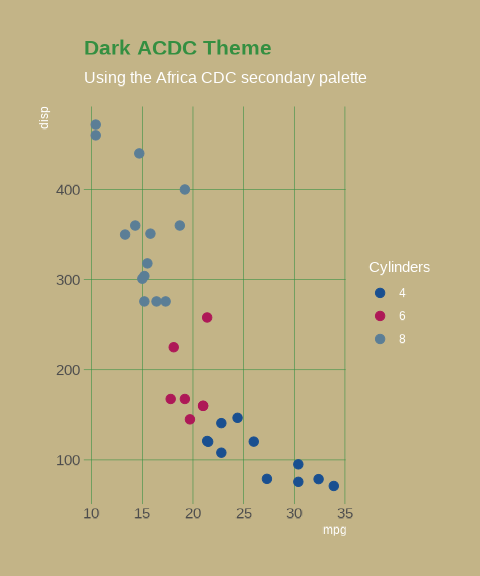 Dark ACDC Theme
Using the Africa CDC secondary palette
disp
400
300
200
100
10 15 20 25 30 35
mpg
Cylinders
4
6
8